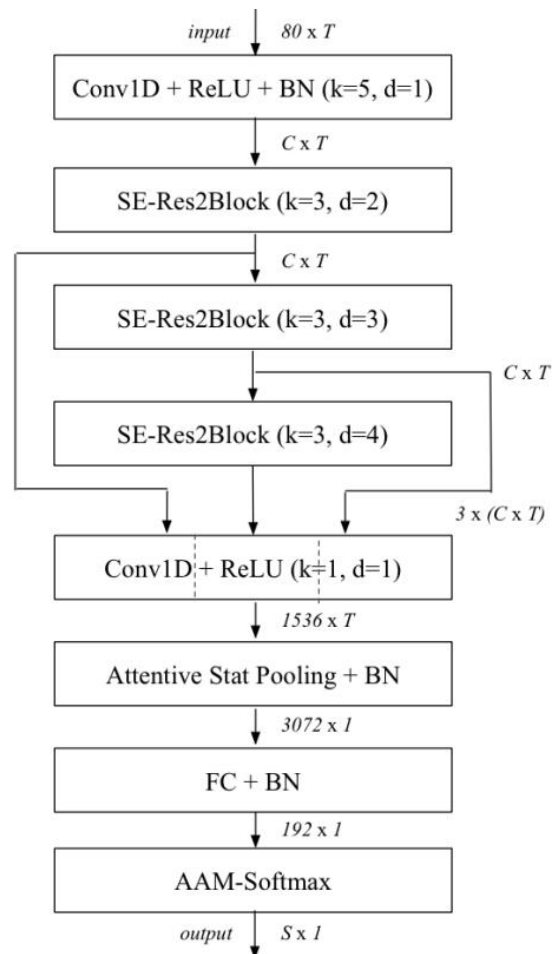 input 80 x T
Conv1D + ReLU + BN (k=5, d=1)
C x T
SE-Res2Block (k=3, d=2)
C x T
SE-Res2Block (k=3, d=3)
C x T
SE-Res2Block (k=3, d=4)
3 x (C x T)
Conv1D + ReLU (k=1, d=1)
1536 x T
Attentive Stat Pooling + BN
3072 x 1
FC + BN
192 x 1
AAM-Softmax
output S x 1